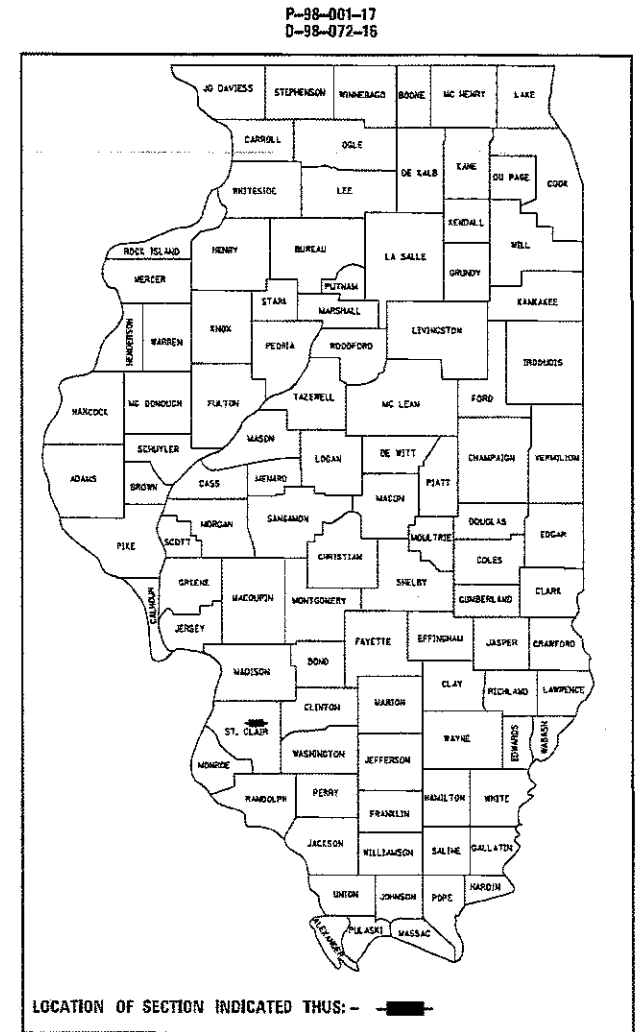 P-98-001-17
D-98-072-16
JO DAVIESS STEPHENSON WINNEBAGO BOONE MC HENRY LAKE
CARROLL OGLE DE KALB KANE DU PAGE COOK
WHITESIDE LEE KENDALL WILL
ROCK ISLAND HENRY BUREAU LA SALLE GRUNDY
MERCER PUTNAM KANKAKEE
STARK MARSHALL
HENDERSON WARREN KNOX PEORIA WOODFORD LIVINGSTON IROQUOIS
HANCOCK MC DONOUGH FULTON TAZEWELL MC LEAN FORD
MASON
SCHUYLER LOGAN DE WITT CHAMPAIGN VERMILION
ADAMS BROWN CASS MENARD MACON PIATT
MORGAN SANGAMON DOUGLAS EDGAR
PIKE SCOTT CHRISTIAN MOULTRIE COLES
GREENE MACOUPIN MONTGOMERY SHELBY CUMBERLAND CLARK
CALHOUN JERSEY FAYETTE EFFINGHAM JASPER CRAWFORD
MADISON BOND
CLINTON MARION CLAY RICHLAND LAWRENCE
ST. CLAIR WAYNE EDWARDS WABASH
MONROE WASHINGTON JEFFERSON
RANDOLPH PERRY HAMILTON WHITE
FRANKLIN
JACKSON WILLIAMSON SALINE GALLATIN
UNION JOHNSON POPE HARDIN
ALEXANDER PULASKI MASSAC
LOCATION OF SECTION INDICATED THUS: -